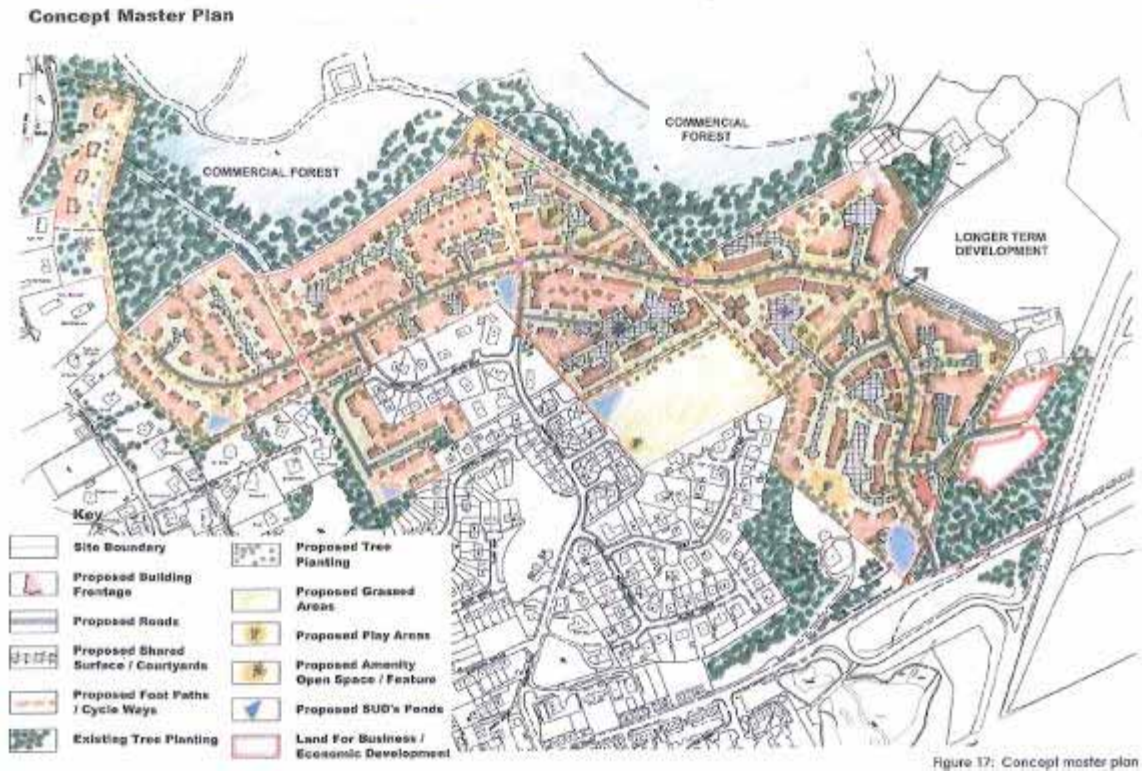 Concept Master Plan
COMMERCIAL FOREST
COMMERCIAL
FOREST
LONGER TERM
DEVELOPMENT
Key
Site Boundary
Proposed Building
Frontage
Proposed Roads
Proposed Shared
Surface / Courtyards
Proposed Foot Paths
/ Cycle Ways
Existing Tree Planting
Proposed Tree
Planting
Proposed Grassed
Areas
Proposed Play Areas
Proposed Amenity
Open Space / Feature
Proposed SUD's Ponds
Land For Business /
Economic Development
Figure 17: Concept master plan